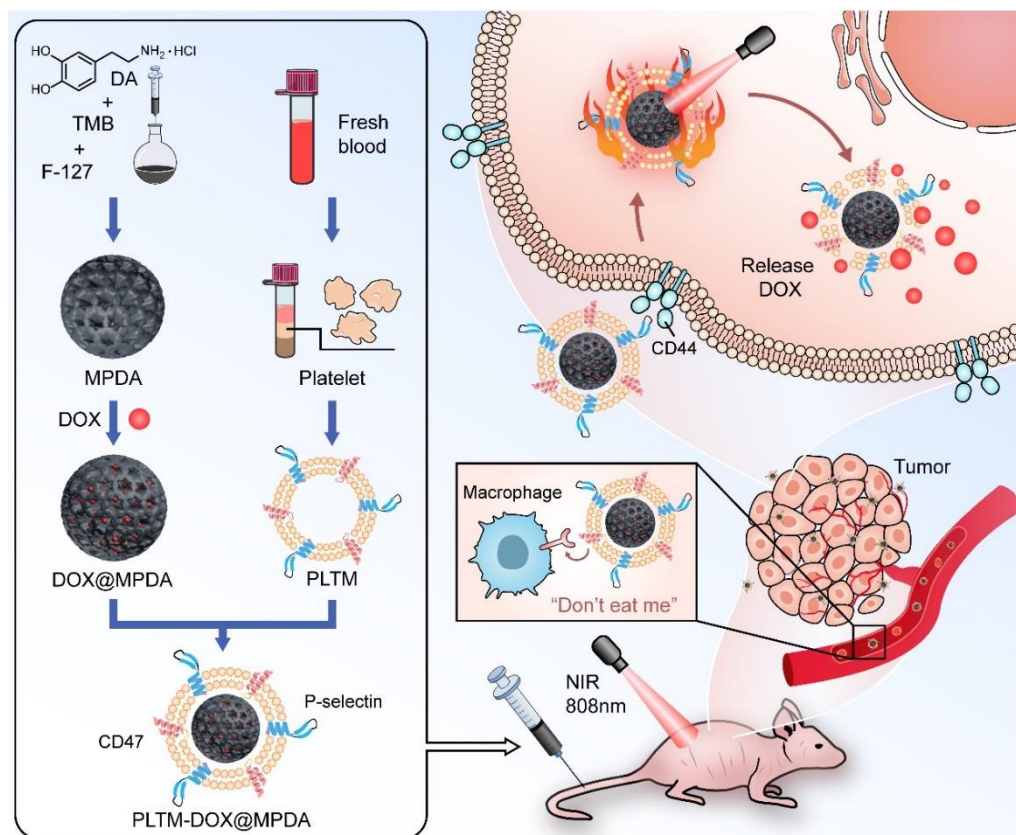 HO
HO
NH₂ · HCl
DA
+
TMB
+
F-127
Fresh
blood
MPDA
Platelet
DOX
DOX@MPDA
PLTM
CD47
P-selectin
PLTM-DOX@MPDA
Release
DOX
CD44
Tumor
Macrophage
“Don’t eat me”
NIR
808nm